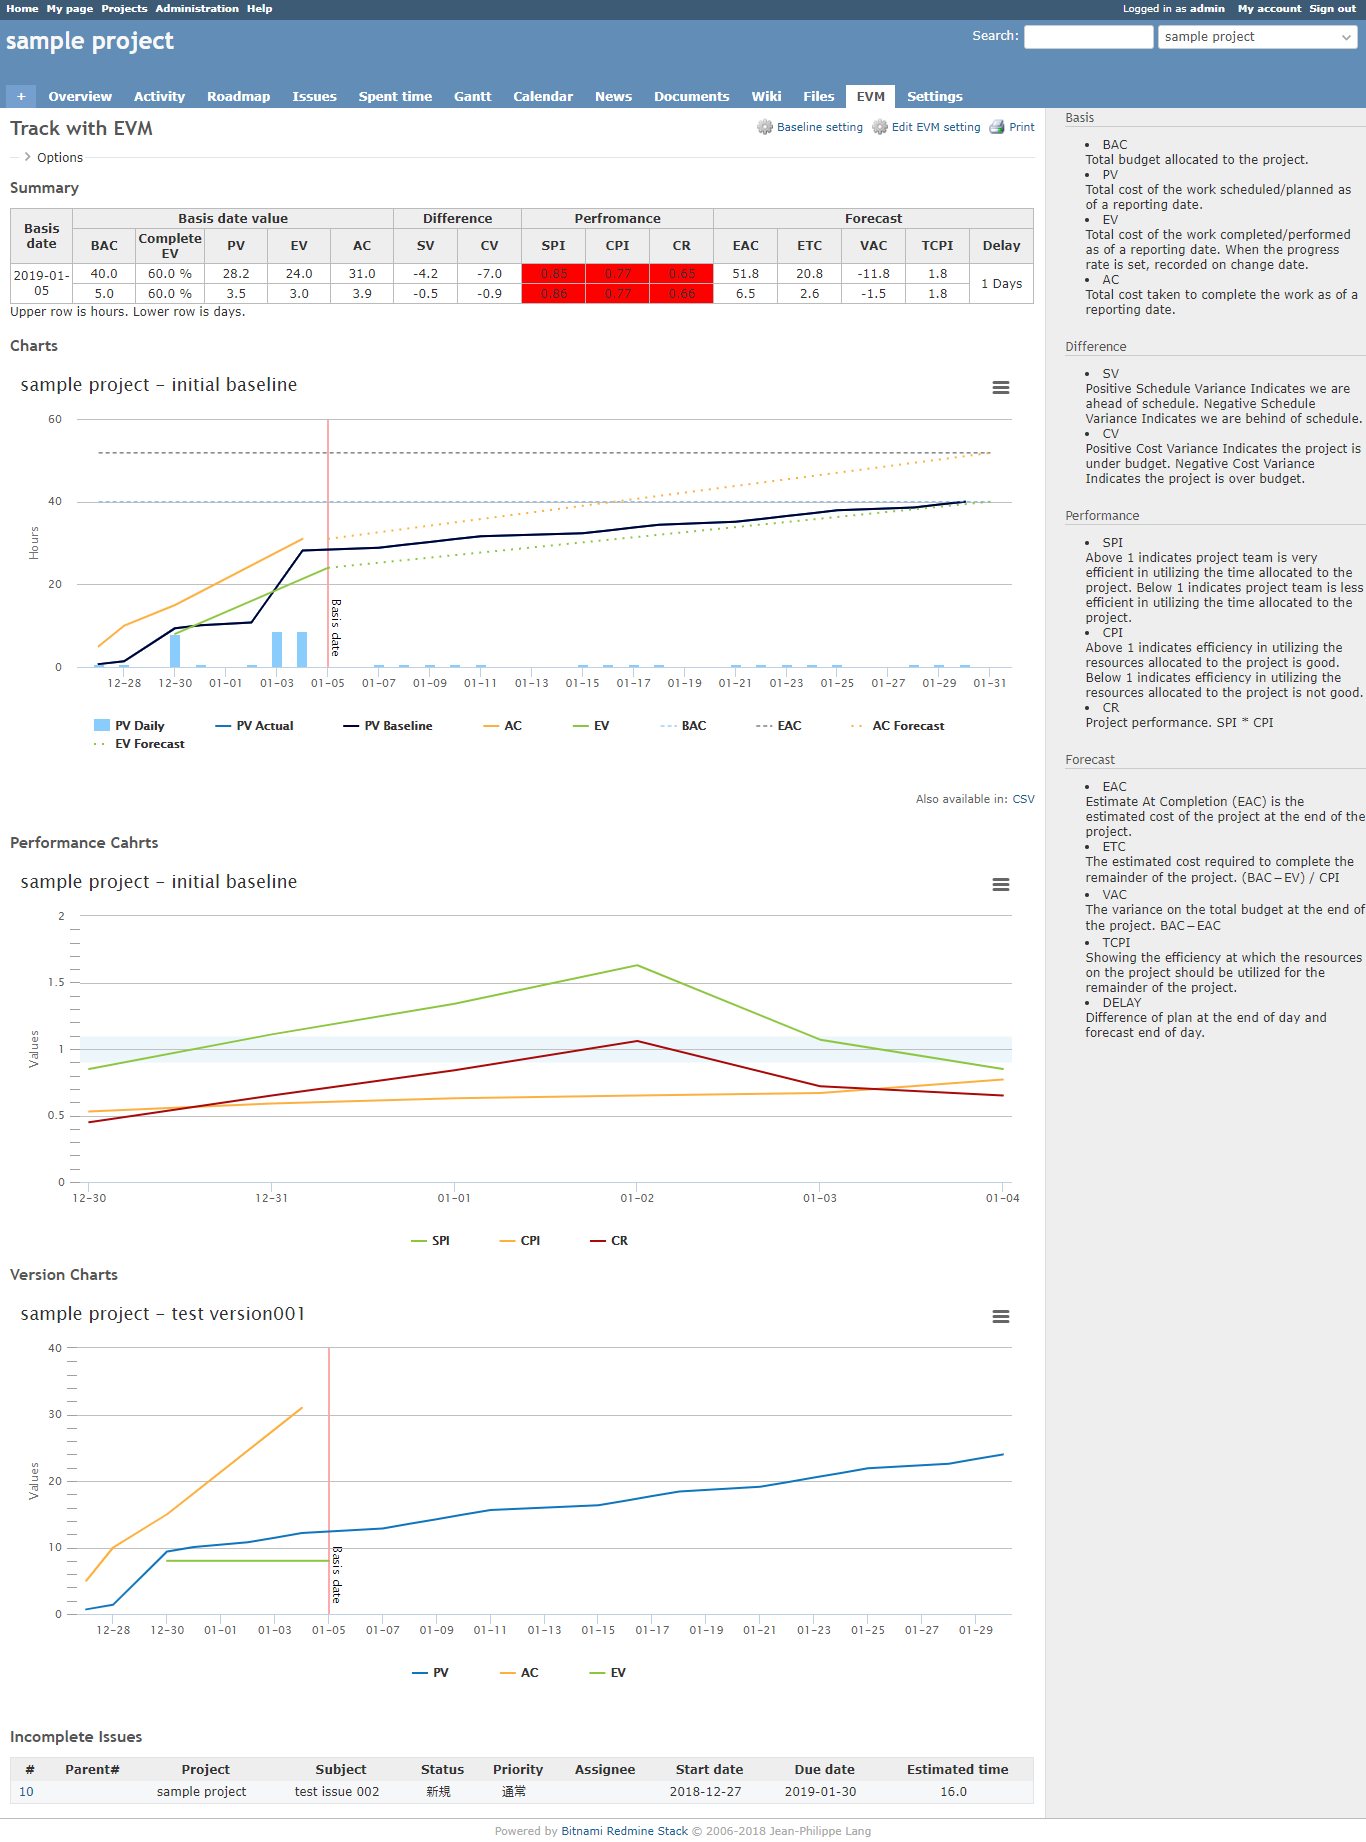 Home My page Projects Administration Help
Logged in as admin My account Sign out
sample project
Search: sample project
+ Overview Activity Roadmap Issues Spent time Gantt Calendar News Documents Wiki Files EVM Settings
Track with EVM
Baseline setting Edit EVM setting Print
Options
Summary
Basis date Basis date value Difference Perfromance Forecast
BAC Complete EV PV EV AC SV CV SPI CPI CR EAC ETC VAC TCPI Delay
2019-01-05 40.0 60.0 % 28.2 24.0 31.0 -4.2 -7.0 0.85 0.77 0.65 51.8 20.8 -11.8 1.8 1 Days
5.0 60.0 % 3.5 3.0 3.9 -0.5 -0.9 0.86 0.77 0.66 6.5 2.6 -1.5 1.8
Upper row is hours. Lower row is days.
Charts
sample project - initial baseline
60
40
20
0
Hours
Basis date
12-28 12-30 01-01 01-03 01-05 01-07 01-09 01-11 01-13 01-15 01-17 01-19 01-21 01-23 01-25 01-27 01-29 01-31
PV Daily PV Actual PV Baseline AC EV BAC EAC AC Forecast
EV Forecast
Also available in: CSV
Performance Cahrts
sample project - initial baseline
2
1.5
1
0.5
0
Values
12-30 12-31 01-01 01-02 01-03 01-04
SPI CPI CR
Version Charts
sample project - test version001
40
30
20
10
0
Values
Basis date
12-28 12-30 01-01 01-03 01-05 01-07 01-09 01-11 01-13 01-15 01-17 01-19 01-21 01-23 01-25 01-27 01-29
PV AC EV
Incomplete Issues
# Parent# Project Subject Status Priority Assignee Start date Due date Estimated time
10 sample project test issue 002 新規 通常 2018-12-27 2019-01-30 16.0
Basis
• BAC
Total budget allocated to the project.
• PV
Total cost of the work scheduled/planned as
of a reporting date.
• EV
Total cost of the work completed/performed
as of a reporting date. When the progress
rate is set, recorded on change date.
• AC
Total cost taken to complete the work as of a
reporting date.
Difference
• SV
Positive Schedule Variance Indicates we are
ahead of schedule. Negative Schedule
Variance Indicates we are behind of schedule.
• CV
Positive Cost Variance Indicates the project is
under budget. Negative Cost Variance
Indicates the project is over budget.
Performance
• SPI
Above 1 indicates project team is very
efficient in utilizing the time allocated to the
project. Below 1 indicates project team is less
efficient in utilizing the time allocated to the
project.
• CPI
Above 1 indicates efficiency in utilizing the
resources allocated to the project is good.
Below 1 indicates efficiency in utilizing the
resources allocated to the project is not good.
• CR
Project performance. SPI * CPI
Forecast
• EAC
Estimate At Completion (EAC) is the
estimated cost of the project at the end of the
project.
• ETC
The estimated cost required to complete the
remainder of the project. (BAC−EV) / CPI
• VAC
The variance on the total budget at the end of
the project. BAC−EAC
• TCPI
Showing the efficiency at which the resources
on the project should be utilized for the
remainder of the project.
• DELAY
Difference of plan at the end of day and
forecast end of day.
Powered by Bitnami Redmine Stack © 2006-2018 Jean-Philippe Lang